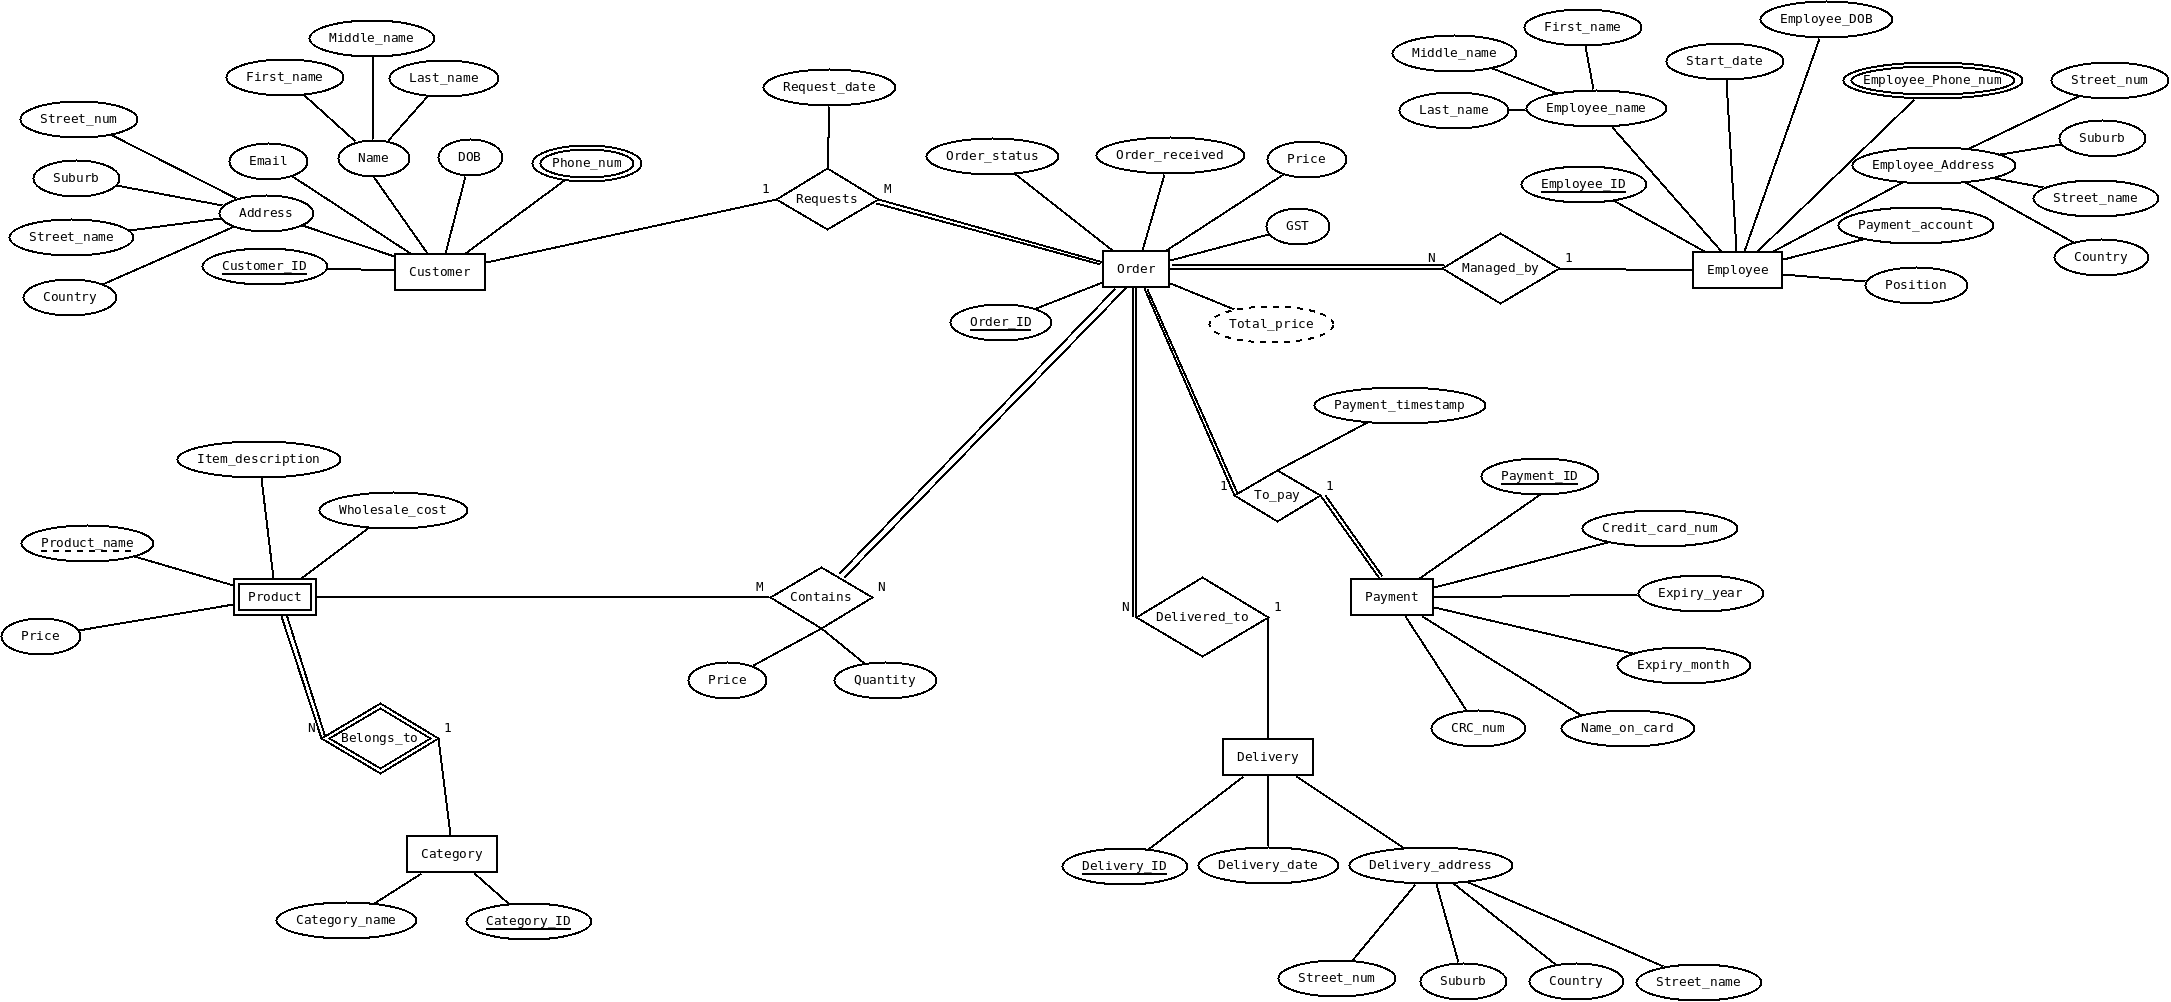 Employee_DOB
First_name
Middle_name
Middle_name
Start_date
First_name
Last_name
Employee_Phone_num
Street_num
Request_date
Last_name
Employee_name
Street_num
Suburb
Order_status
Order_received
Price
Email
Name
DOB
Phone_num
Employee_Address
Suburb
Employee_ID
Street_name
1
M
Requests
Address
GST
Payment_account
Street_name
Customer_ID
Customer
Order
N
Managed_by
1
Employee
Country
Position
Country
Order_ID
Total_price
Payment_timestamp
Item_description
Payment_ID
1
To_pay
1
Wholesale_cost
Credit_card_num
Product_name
Product
M
Contains
N
Payment
Expiry_year
N
Delivered_to
1
Price
Expiry_month
Price
Quantity
N
Belongs_to
1
CRC_num
Name_on_card
Delivery
Category
Delivery_ID
Delivery_date
Delivery_address
Category_name
Category_ID
Street_num
Suburb
Country
Street_name